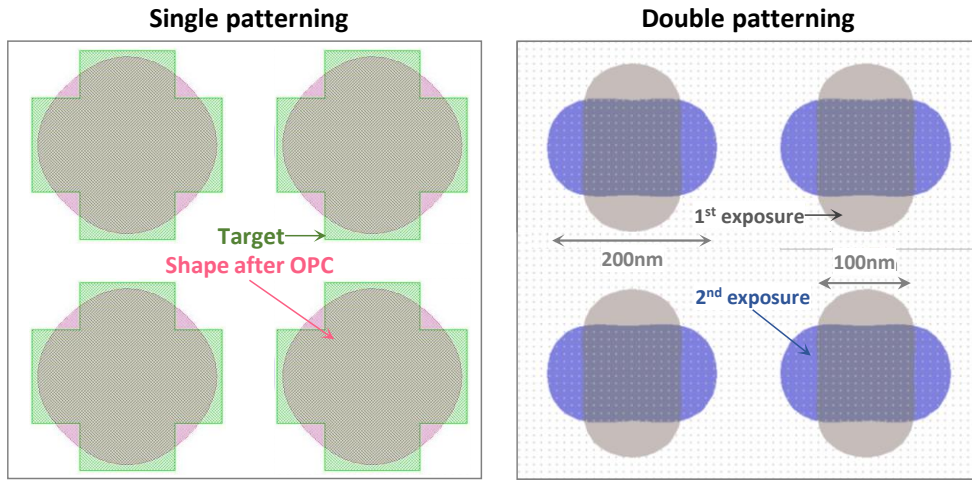 Single patterning
Double patterning
Target
Shape after OPC
1st exposure
200nm
100nm
2nd exposure